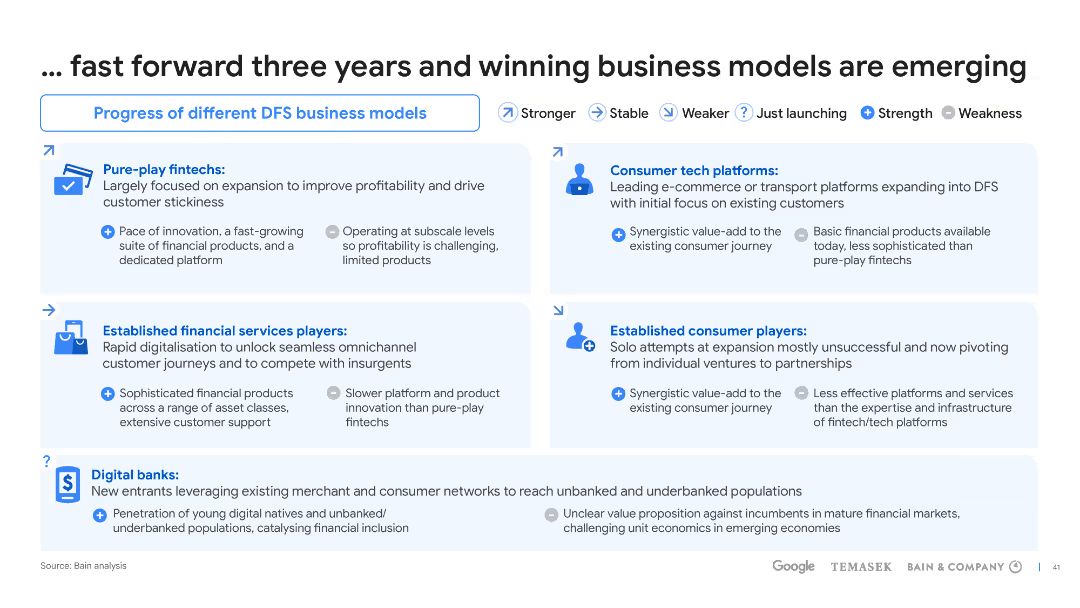 ... fast forward three years and winning business models are emerging
Progress of different DFS business models
Stronger
Stable
Weaker
? Just launching
+ Strength
- Weakness
Pure-play fintechs:
Largely focused on expansion to improve profitability and drive
customer stickiness
+ Pace of innovation, a fast-growing
suite of financial products, and a
dedicated platform
- Operating at subscale levels
so profitability is challenging,
limited products
Consumer tech platforms:
Leading e-commerce or transport platforms expanding into DFS
with initial focus on existing customers
+ Synergistic value-add to the
existing consumer journey
- Basic financial products available
today, less sophisticated than
pure-play fintechs
Established financial services players:
Rapid digitalisation to unlock seamless omnichannel
customer journeys and to compete with insurgents
+ Sophisticated financial products
across a range of asset classes,
extensive customer support
- Slower platform and product
innovation than pure-play
fintechs
Established consumer players:
Solo attempts at expansion mostly unsuccessful and now pivoting
from individual ventures to partnerships
+ Synergistic value-add to the
existing consumer journey
- Less effective platforms and services
than the expertise and infrastructure
of fintech/tech platforms
?
$
Digital banks:
New entrants leveraging existing merchant and consumer networks to reach unbanked and underbanked populations
+ Penetration of young digital natives and unbanked/
underbanked populations, catalysing financial inclusion
- Unclear value proposition against incumbents in mature financial markets,
challenging unit economics in emerging economies
Source: Bain analysis
Google TEMASEK BAIN & COMPANY | 41